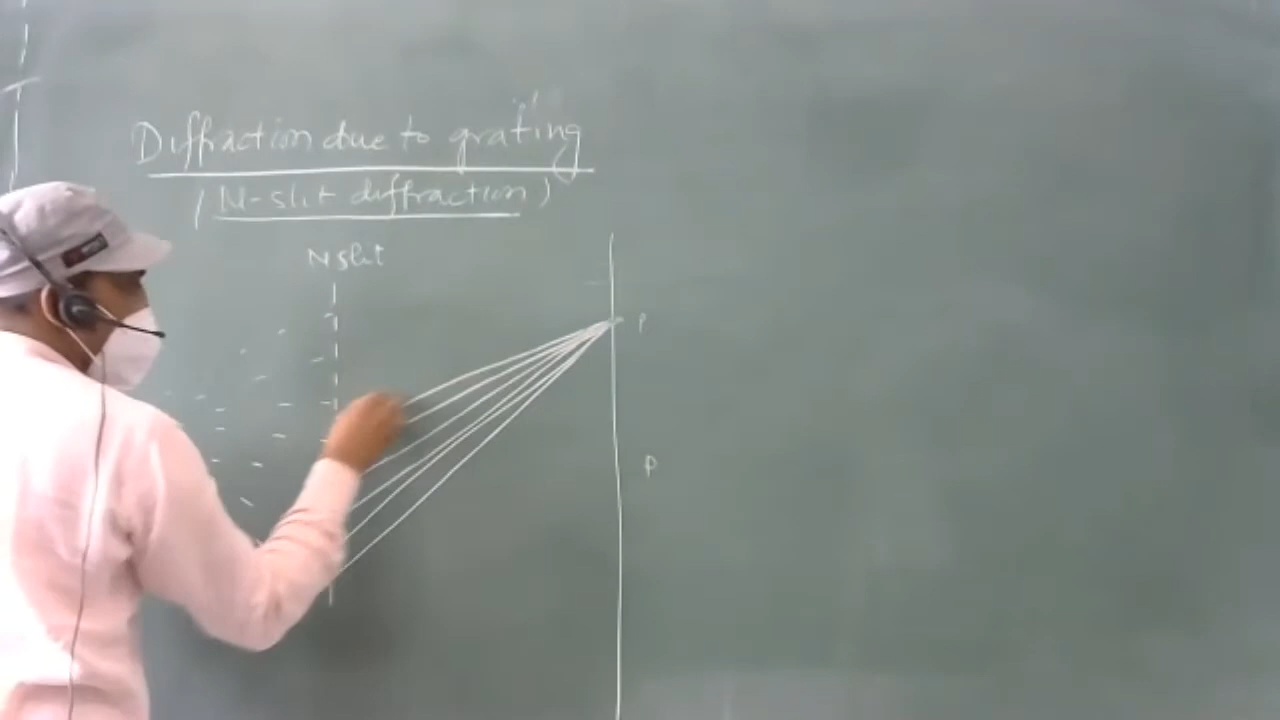 Diffraction due to grating
(N-slit diffraction)
N slit
P
P